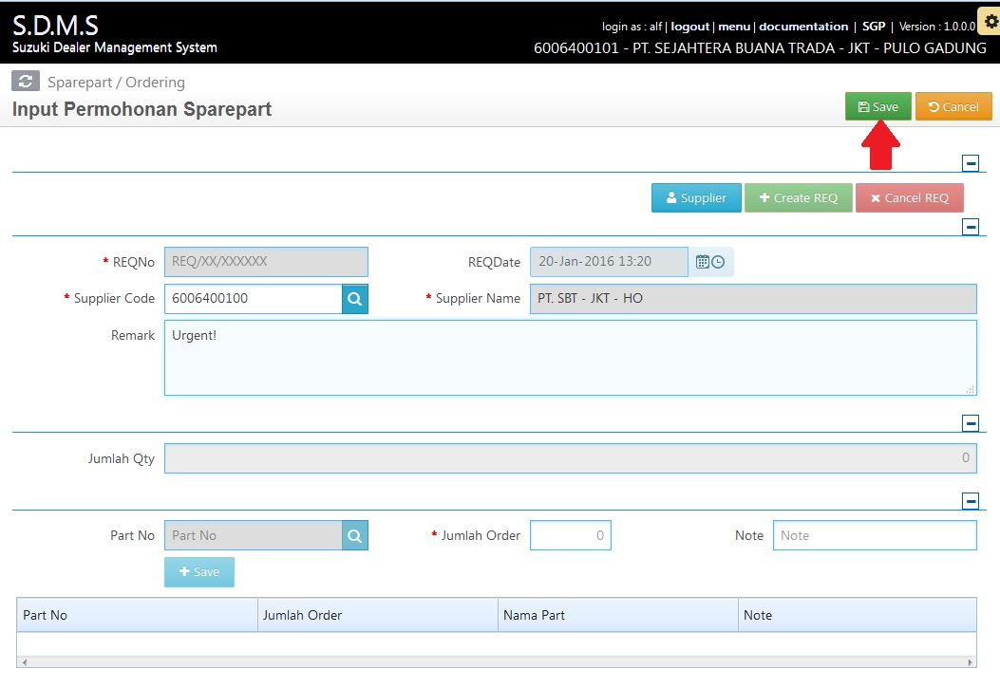 S.D.M.S
Suzuki Dealer Management System
login as : alf | logout | menu | documentation | SGP | Version : 1.0.0.0
6006400101 - PT. SEJAHTERA BUANA TRADA - JKT - PULO GADUNG
Sparepart / Ordering
Input Permohonan Sparepart
Save Cancel
Supplier Create REQ Cancel REQ
* REQNo REQ/XX/XXXXXX REQDate 20-Jan-2016 13:20
* Supplier Code 6006400100 * Supplier Name PT. SBT - JKT - HO
Remark Urgent!
Jumlah Qty 0
Part No Part No * Jumlah Order 0 Note Note
+ Save
Part No Jumlah Order Nama Part Note